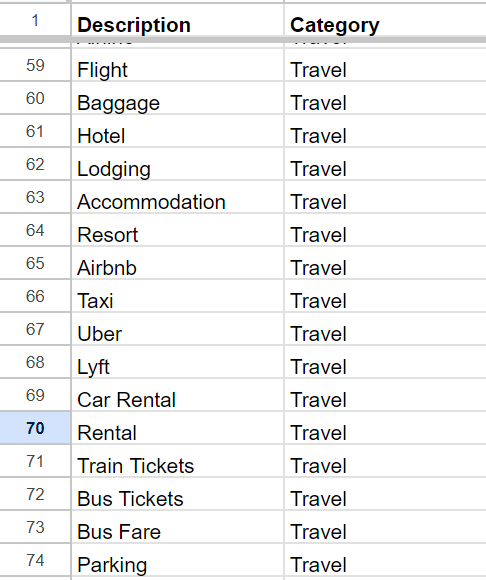 1 Description Category
59 Flight Travel
60 Baggage Travel
61 Hotel Travel
62 Lodging Travel
63 Accommodation Travel
64 Resort Travel
65 Airbnb Travel
66 Taxi Travel
67 Uber Travel
68 Lyft Travel
69 Car Rental Travel
70 Rental Travel
71 Train Tickets Travel
72 Bus Tickets Travel
73 Bus Fare Travel
74 Parking Travel